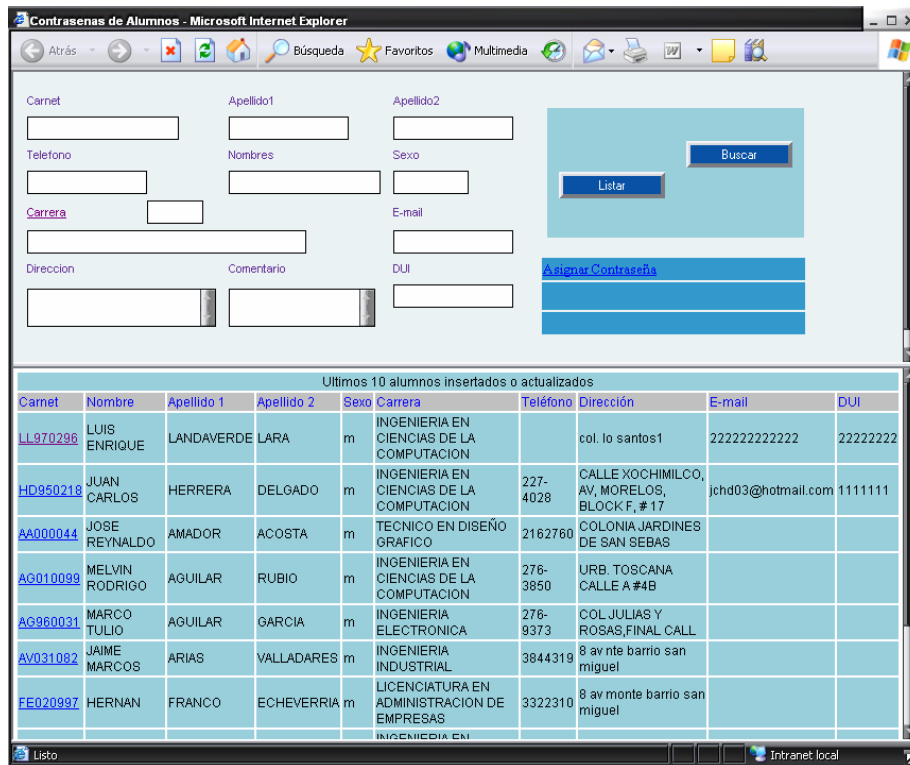 Contrasenas de Alumnos - Microsoft Internet Explorer
Atrás Búsqueda Favoritos Multimedia
Carnet Apellido1 Apellido2
Buscar
Telefono Nombres Sexo
Listar
Carrera E-mail
Direccion Comentario DUI
Asignar Contraseña
Ultimos 10 alumnos insertados o actualizados
Carnet Nombre Apellido 1 Apellido 2 Sexo Carrera Teléfono Dirección E-mail DUI
LL970296 LUIS ENRIQUE LANDAVERDE LARA m INGENIERIA EN CIENCIAS DE LA COMPUTACION col. lo santos1 222222222222 22222222
HD950218 JUAN CARLOS HERRERA DELGADO m INGENIERIA EN CIENCIAS DE LA COMPUTACION 227-4028 CALLE XOCHIMILCO, AV, MORELOS, BLOCK F, # 17 jchd03@hotmail.com 1111111
AA000044 JOSE REYNALDO AMADOR ACOSTA m TECNICO EN DISEÑO GRAFICO 2162760 COLONIA JARDINES DE SAN SEBAS
AG010099 MELVIN RODRIGO AGUILAR RUBIO m INGENIERIA EN CIENCIAS DE LA COMPUTACION 276-3850 URB. TOSCANA CALLE A #4B
AG960031 MARCO TULIO AGUILAR GARCIA m INGENIERIA ELECTRONICA 276-9373 COL JULIAS Y ROSAS,FINAL CALL
AV031082 JAIME MARCOS ARIAS VALLADARES m INGENIERIA INDUSTRIAL 3844319 8 av nte barrio san miguel
FE020997 HERNAN FRANCO ECHEVERRIA m LICENCIATURA EN ADMINISTRACION DE EMPRESAS 3322310 8 av monte barrio san miguel
INGENIERIA EN
Listo Intranet local